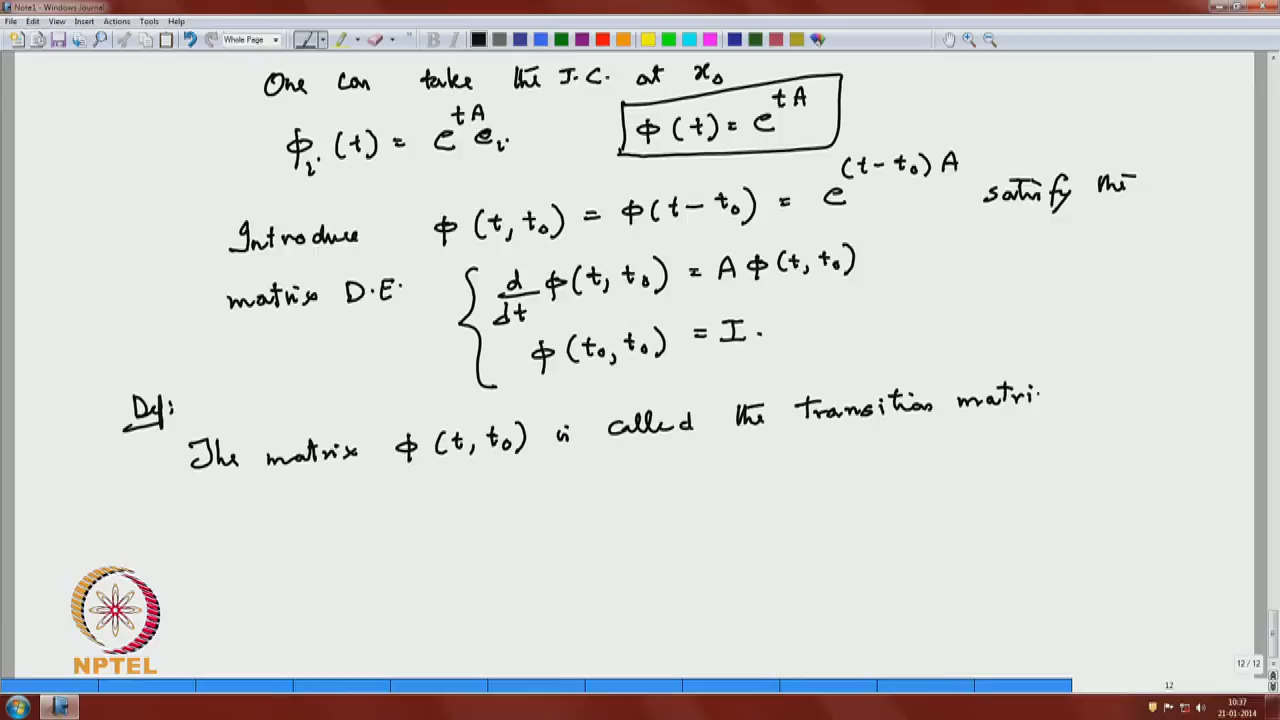 Note1 - Windows Journal
File Edit View Insert Actions Tools Help
Whole Page
One can take the I.C. at x₀
ϕᵢ(t) = e^{tA} eᵢ. ϕ(t) = e^{tA}
Introduce ϕ(t, t₀) = ϕ(t - t₀) = e^{(t - t₀)A} satisfy the
matrix D.E. { d/dt ϕ(t, t₀) = A ϕ(t, t₀)
ϕ(t₀, t₀) = I.
Def:
The matrix ϕ(t, t₀) is called the transition matri
NPTEL
12 / 12
12
10:37
21-01-2014